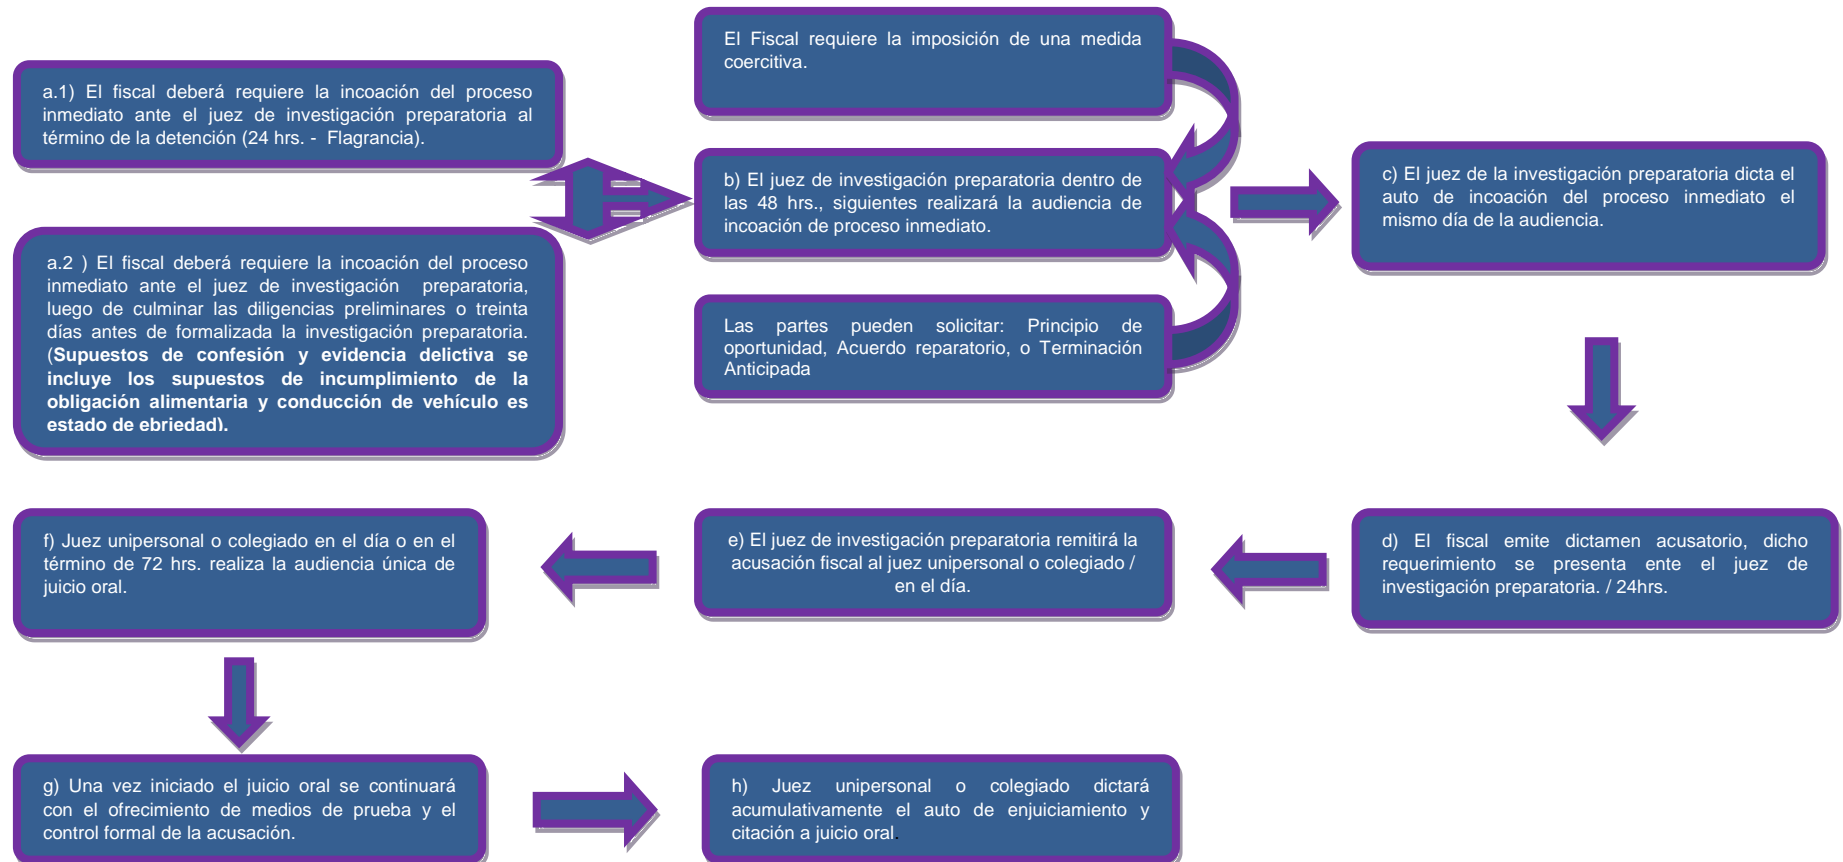 a.1) El fiscal deberá requiere la incoación del proceso
inmediato ante el juez de investigación preparatoria al
término de la detención (24 hrs. - Flagrancia).
a.2 ) El fiscal deberá requiere la incoación del proceso
inmediato ante el juez de investigación preparatoria,
luego de culminar las diligencias preliminares o treinta
días antes de formalizada la investigación preparatoria.
(Supuestos de confesión y evidencia delictiva se
incluye los supuestos de incumplimiento de la
obligación alimentaria y conducción de vehículo es
estado de ebriedad).
El Fiscal requiere la imposición de una medida
coercitiva.
b) El juez de investigación preparatoria dentro de
las 48 hrs., siguientes realizará la audiencia de
incoación de proceso inmediato.
Las partes pueden solicitar: Principio de
oportunidad, Acuerdo reparatorio, o Terminación
Anticipada
c) El juez de la investigación preparatoria dicta el
auto de incoación del proceso inmediato el
mismo día de la audiencia.
d) El fiscal emite dictamen acusatorio, dicho
requerimiento se presenta ente el juez de
investigación preparatoria. / 24hrs.
e) El juez de investigación preparatoria remitirá la
acusación fiscal al juez unipersonal o colegiado /
en el día.
f) Juez unipersonal o colegiado en el día o en el
término de 72 hrs. realiza la audiencia única de
juicio oral.
g) Una vez iniciado el juicio oral se continuará
con el ofrecimiento de medios de prueba y el
control formal de la acusación.
h) Juez unipersonal o colegiado dictará
acumulativamente el auto de enjuiciamiento y
citación a juicio oral.